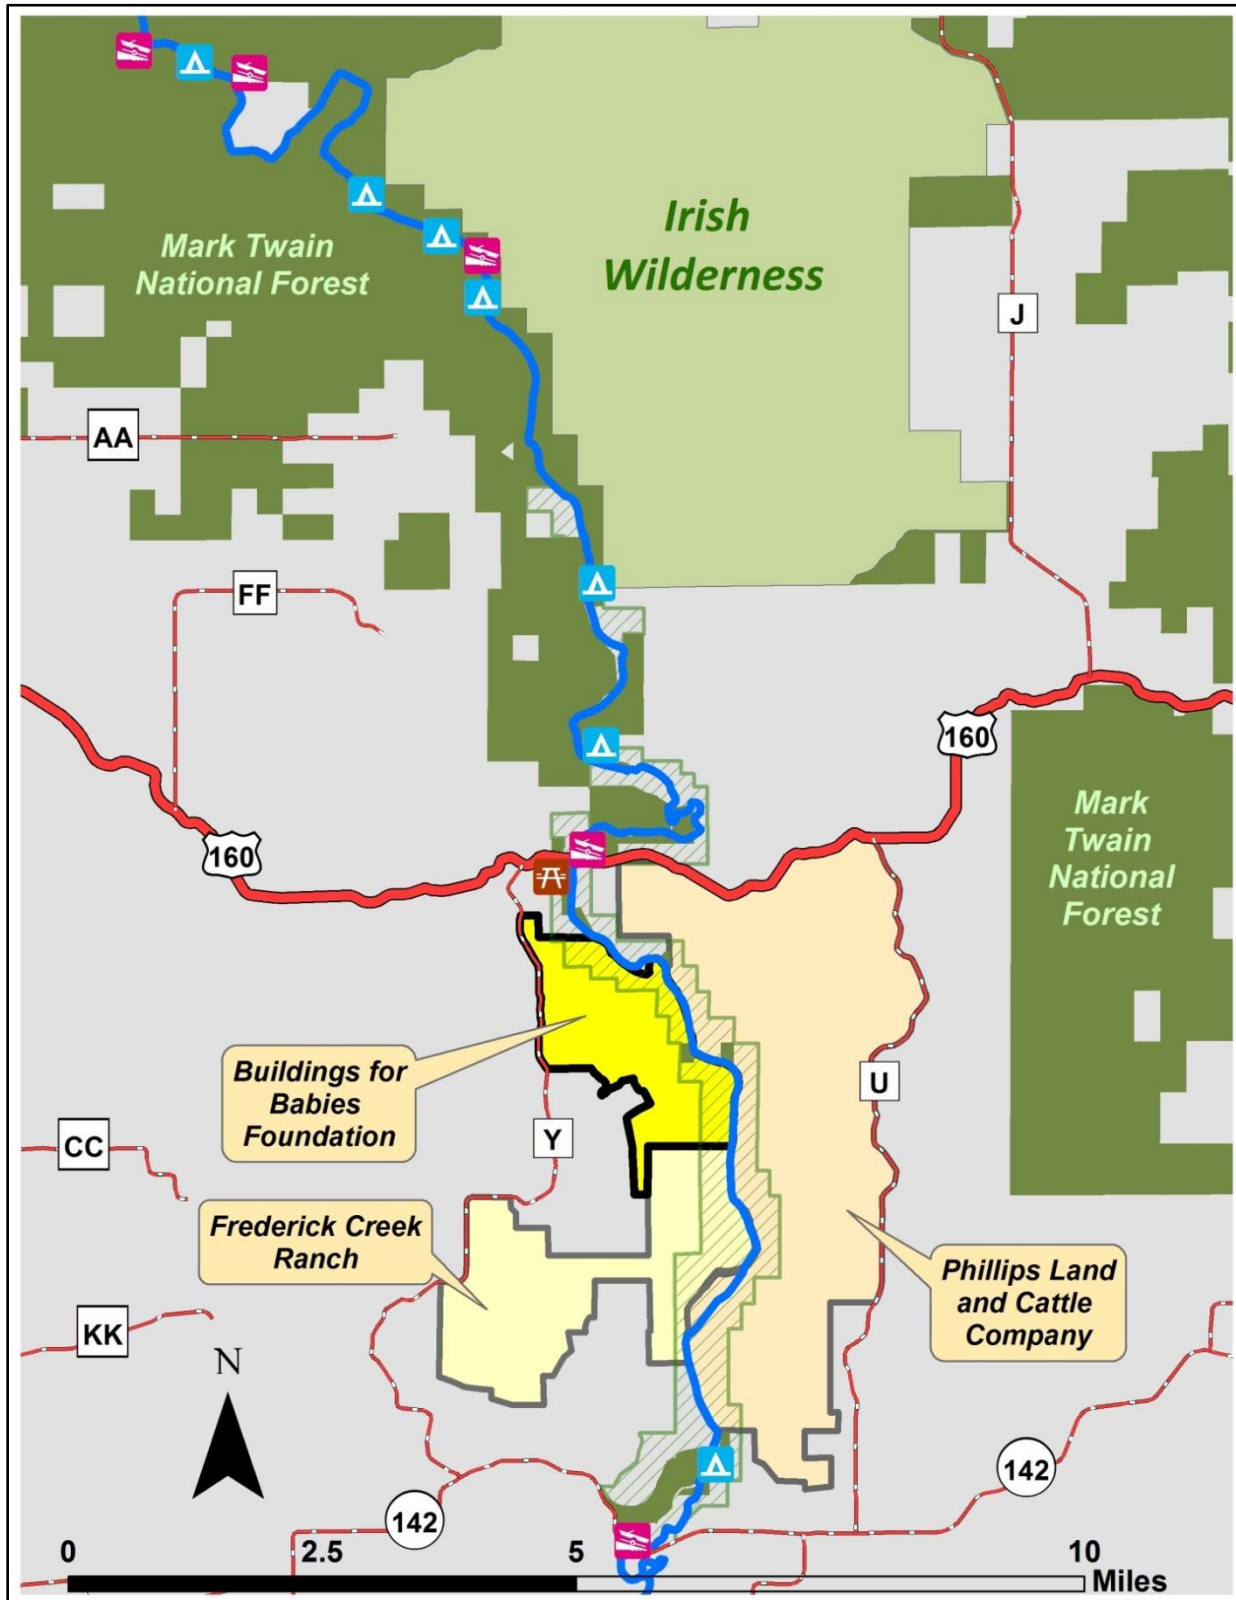 Irish
Wilderness
Mark Twain
National Forest
J
AA
FF
160
160
Mark
Twain
National
Forest
Buildings for
Babies
Foundation
U
Y
CC
Frederick Creek
Ranch
Phillips Land
and Cattle
Company
KK
N
142
142
0 2.5 5 10 Miles